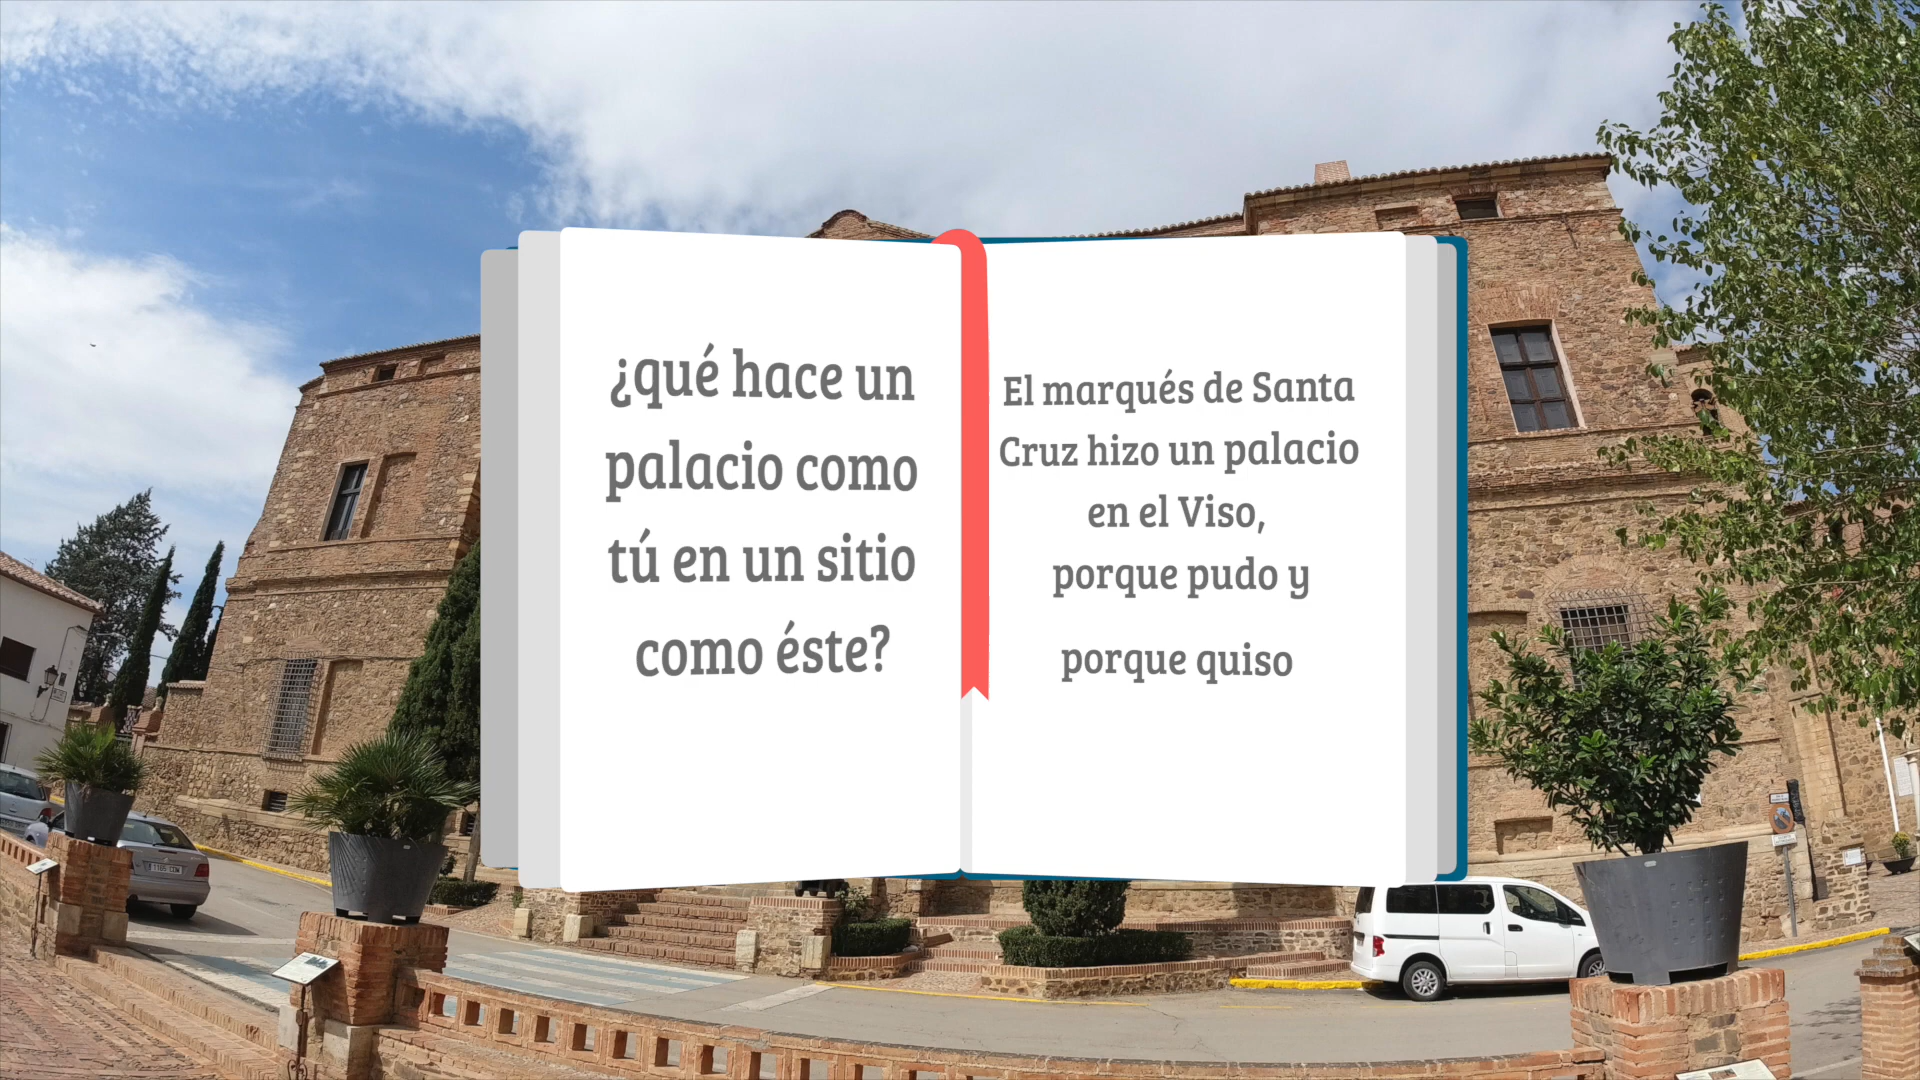 ¿qué hace un
palacio como
tú en un sitio
como éste?
El marqués de Santa
Cruz hizo un palacio
en el Viso,
porque pudo y
porque quiso